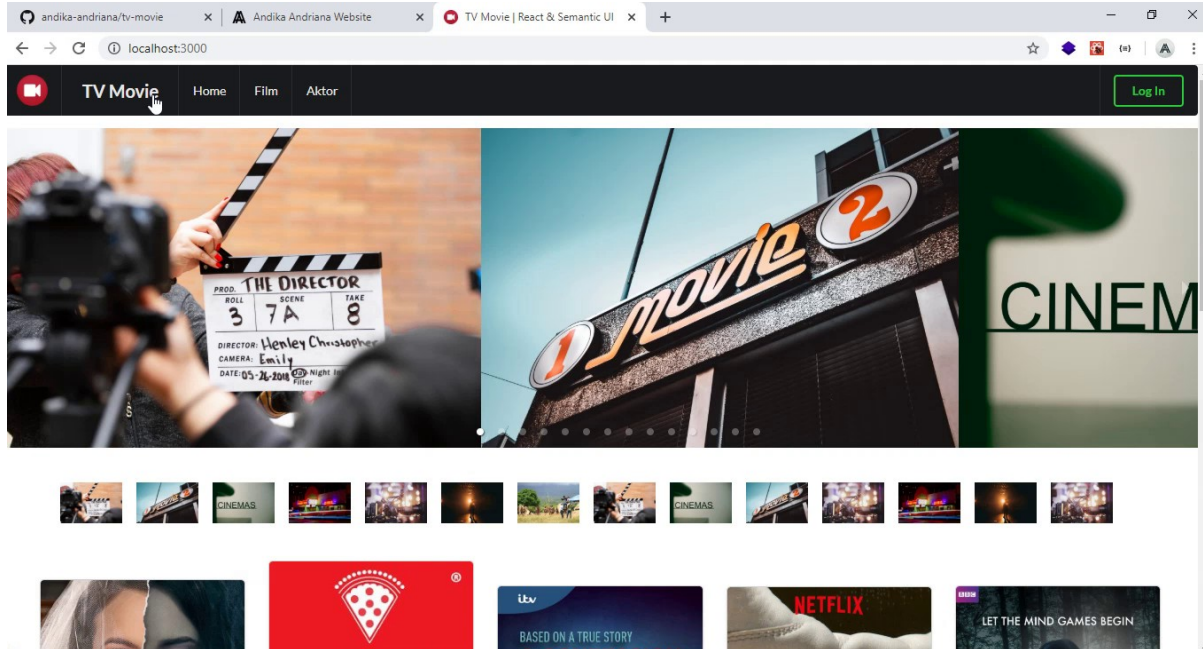 andika-andriana/tv-movie
Andika Andriana Website
TV Movie | React & Semantic UI
localhost:3000
TV Movie
Home
Film
Aktor
Log In
PROD. THE DIRECTOR
ROLL SCENE TAKE
3 7A 8
DIRECTOR: Henley Christopher
CAMERA: Emily
DATE: 05-26-2018 Day Night
Filter
1 movie 2
CINEM
CINEMAS
CINEMAS
®
itv
BASED ON A TRUE STORY
NETFLIX
BBC
LET THE MIND GAMES BEGIN